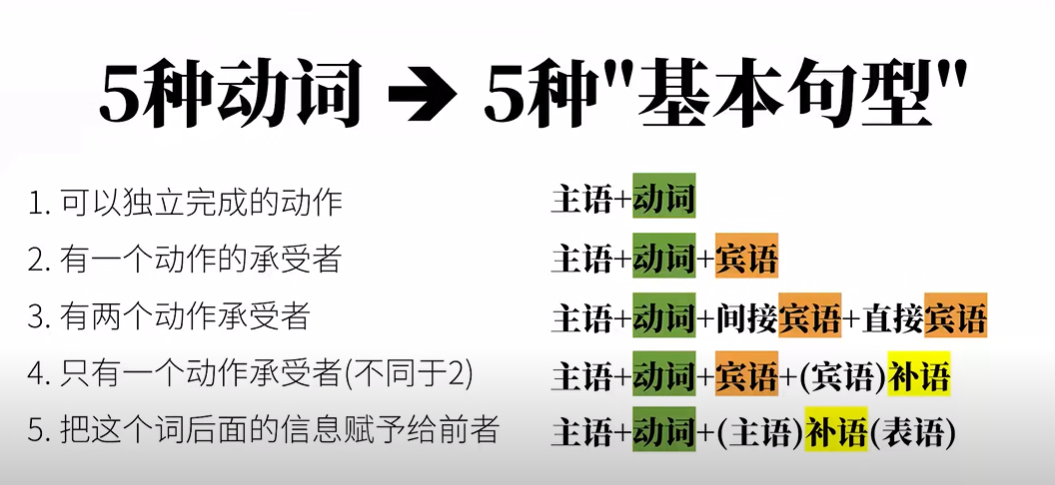 5种动词 → 5种"基本句型"
1. 可以独立完成的动作 主语+动词
2. 有一个动作的承受者 主语+动词+宾语
3. 有两个动作承受者 主语+动词+间接宾语+直接宾语
4. 只有一个动作承受者(不同于2) 主语+动词+宾语+(宾语)补语
5. 把这个词后面的信息赋予给前者 主语+动词+(主语)补语(表语)